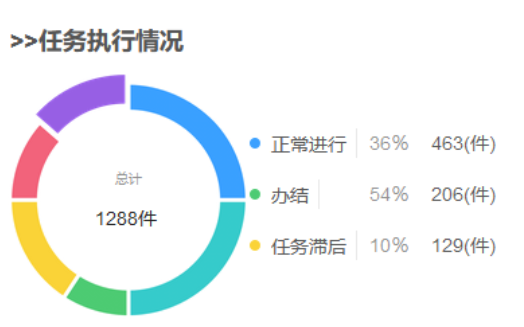 >>任务执行情况
总计
1288件
正常进行 36% 463(件)
办结 54% 206(件)
任务滞后 10% 129(件)